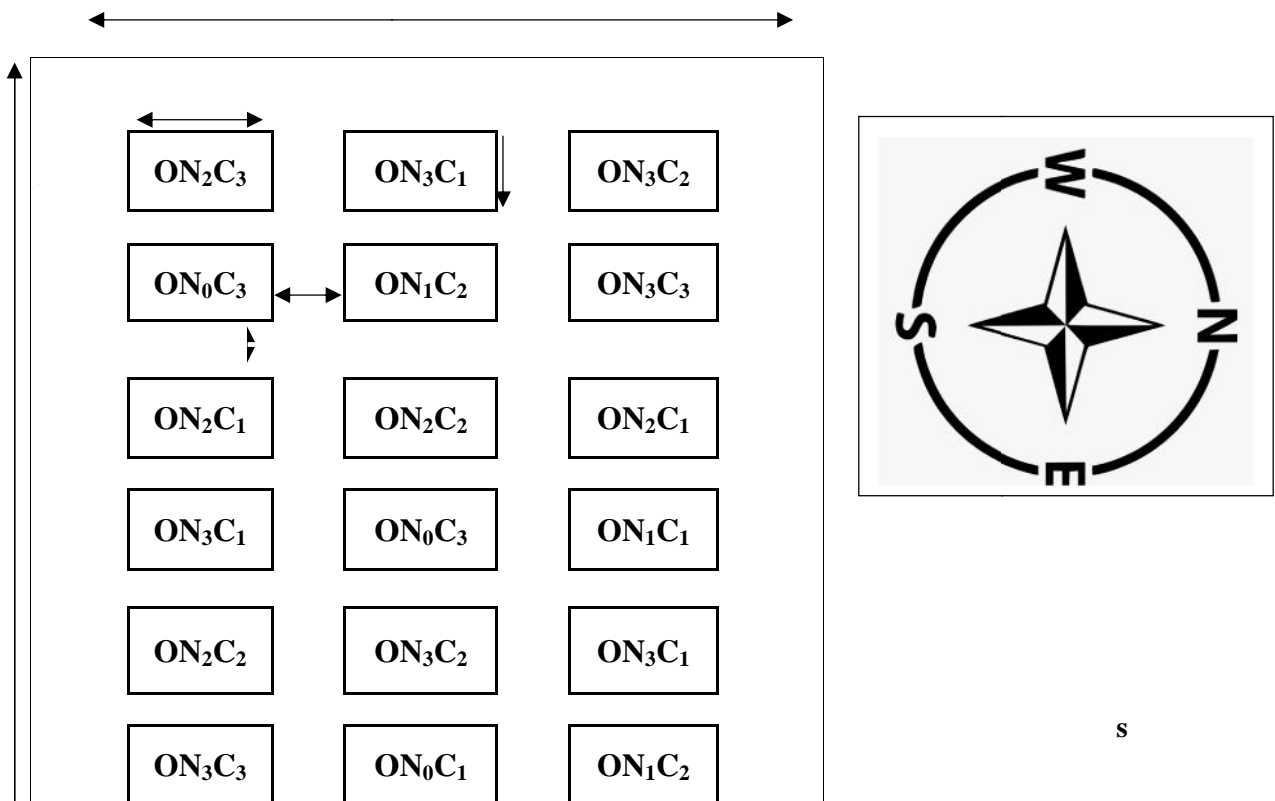 ON₂C₃ ON₃C₁ ON₃C₂
ON₀C₃ ON₁C₂ ON₃C₃
ON₂C₁ ON₂C₂ ON₂C₁
ON₃C₁ ON₀C₃ ON₁C₁
ON₂C₂ ON₃C₂ ON₃C₁
ON₃C₃ ON₀C₁ ON₁C₂
W
S N
E
s